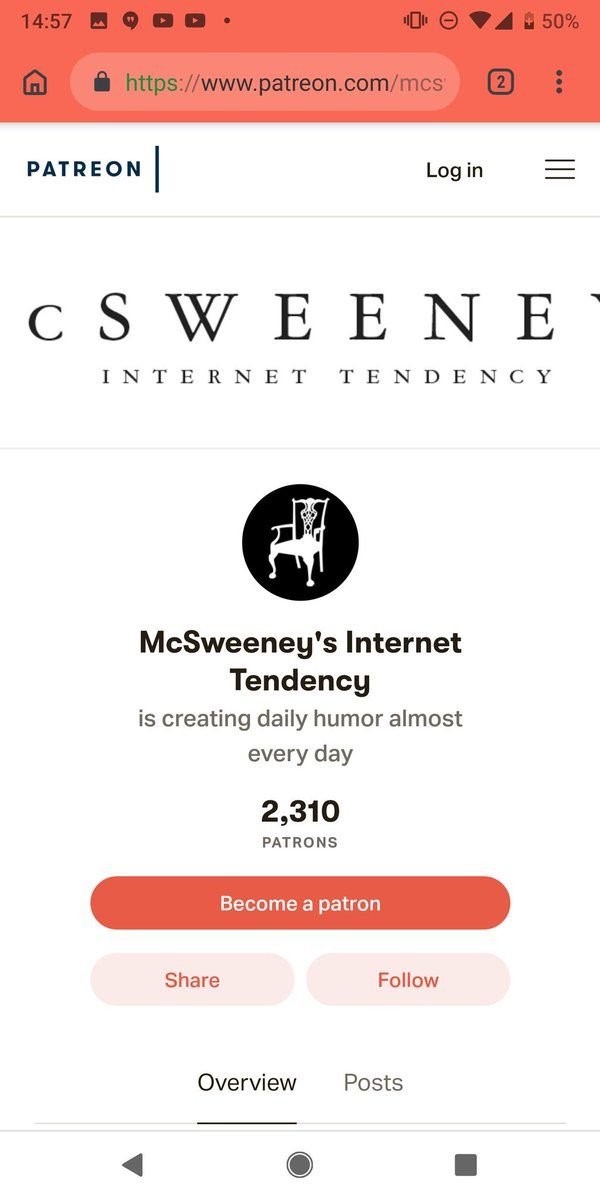 14:57 50%
https://www.patreon.com/mcs 2
PATREON Log in
C S W E E N E
INTERNET TENDENCY
McSweeney's Internet
Tendency
is creating daily humor almost
every day
2,310
PATRONS
Become a patron
Share Follow
Overview Posts